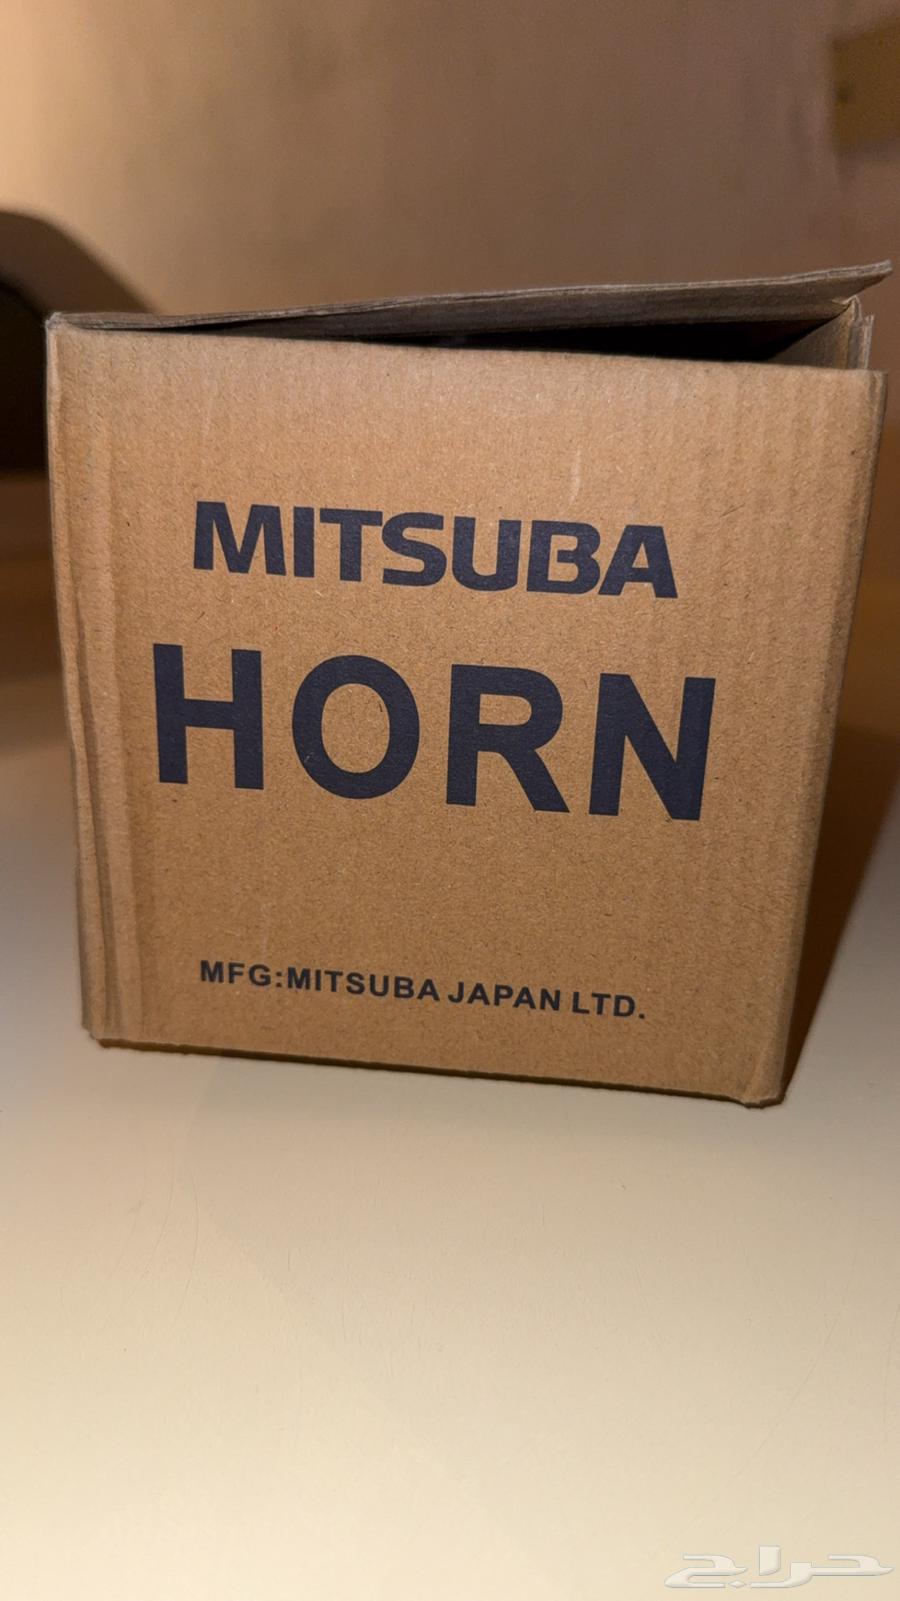 MITSUBA
HORN
MFG:MITSUBA JAPAN LTD.
حراج